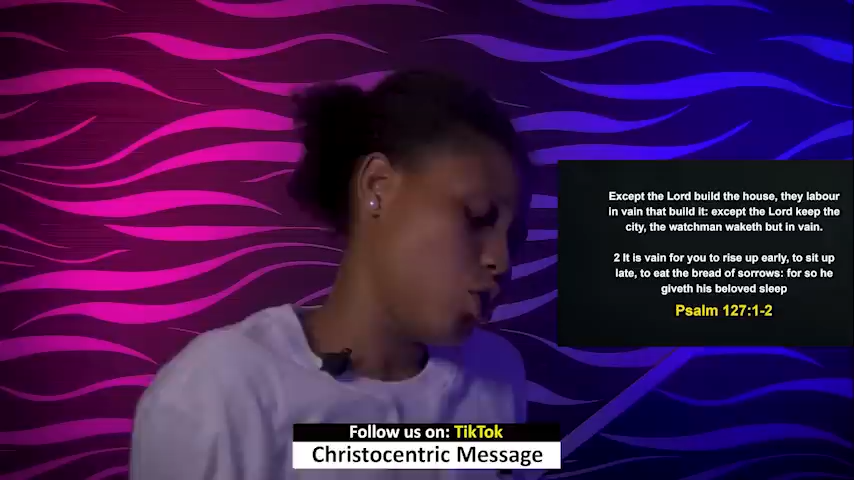 Except the Lord build the house, they labour
in vain that build it: except the Lord keep the
city, the watchman waketh but in vain.
2 It is vain for you to rise up early, to sit up
late, to eat the bread of sorrows: for so he
giveth his beloved sleep
Psalm 127:1-2
Follow us on: TikTok
Christocentric Message